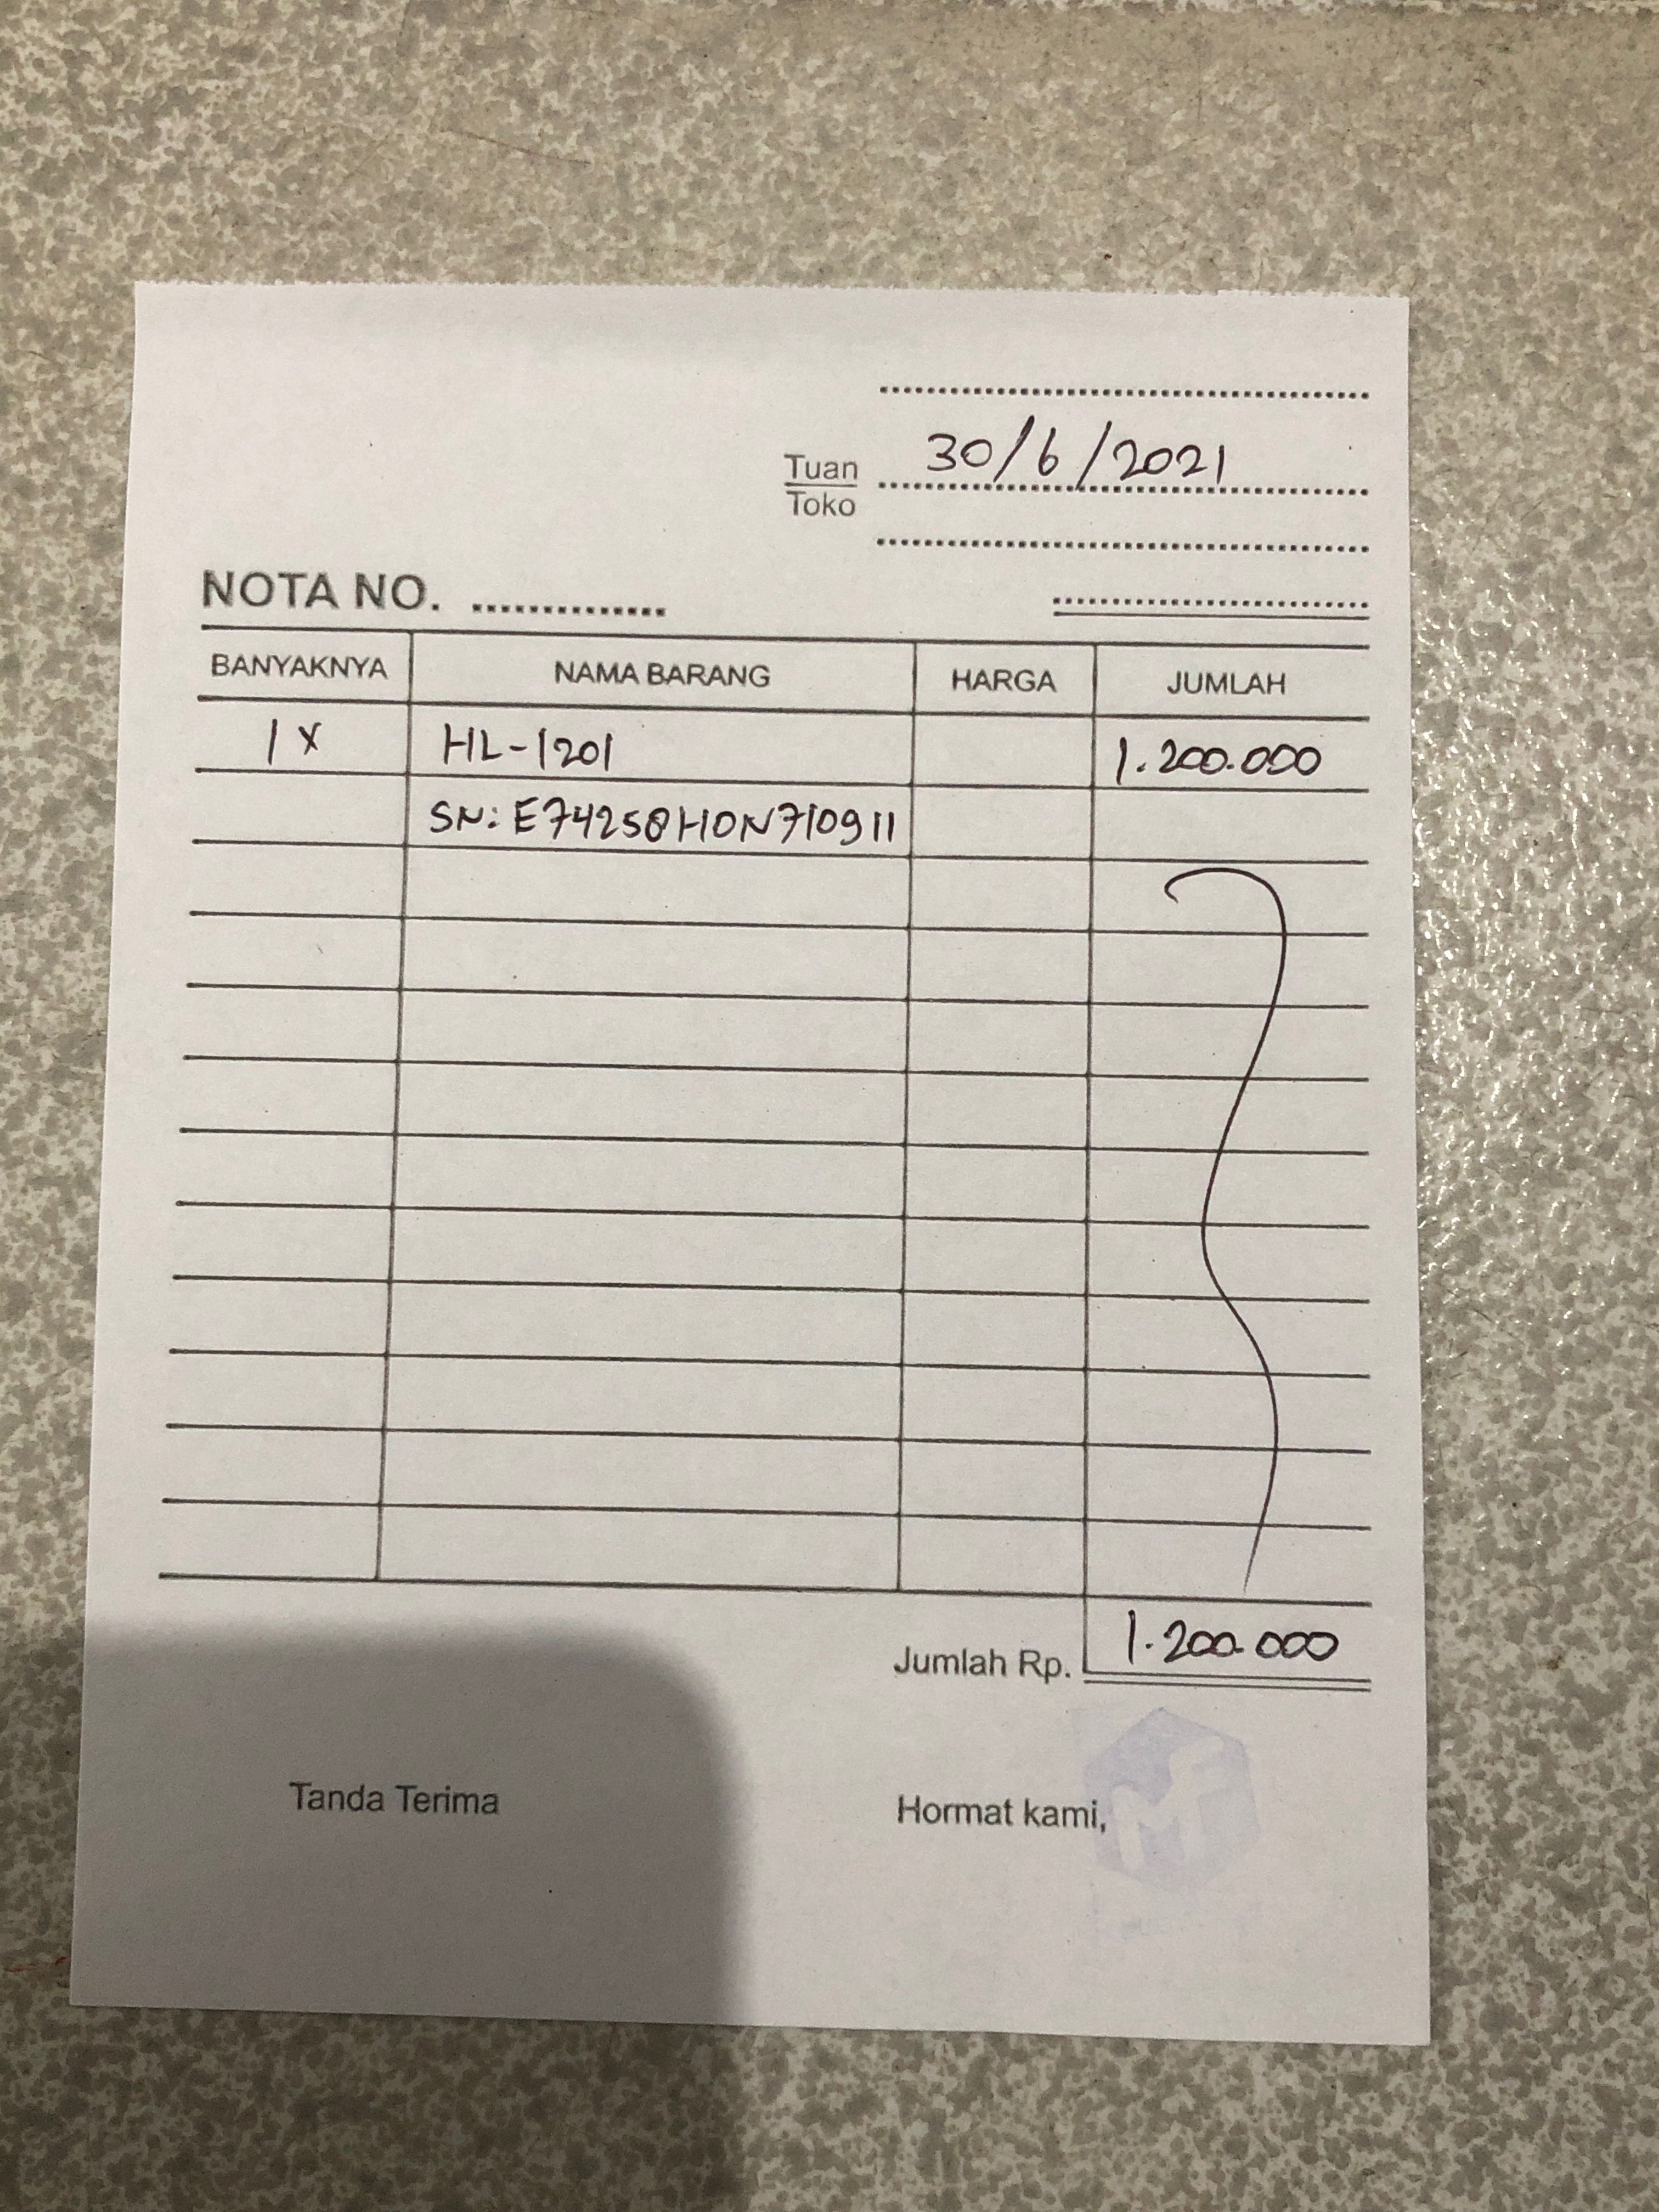 30/6/2021
Tuan
Toko
NOTA NO.
BANYAKNYA NAMA BARANG HARGA JUMLAH
1 x HL-1201 1.200.000
SN: E74258H0N710911
Jumlah Rp. 1.200.000
Tanda Terima Hormat kami,